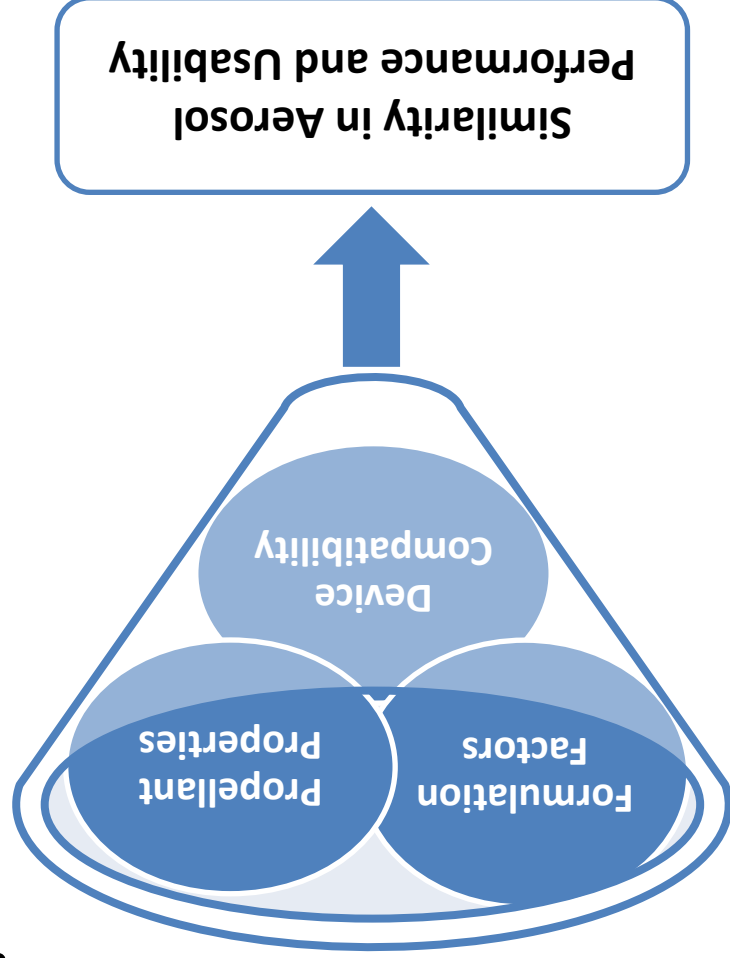 Formulation
Factors
Propellant
Properties
Device
Compatibility
Similarity in Aerosol
Performance and Usability